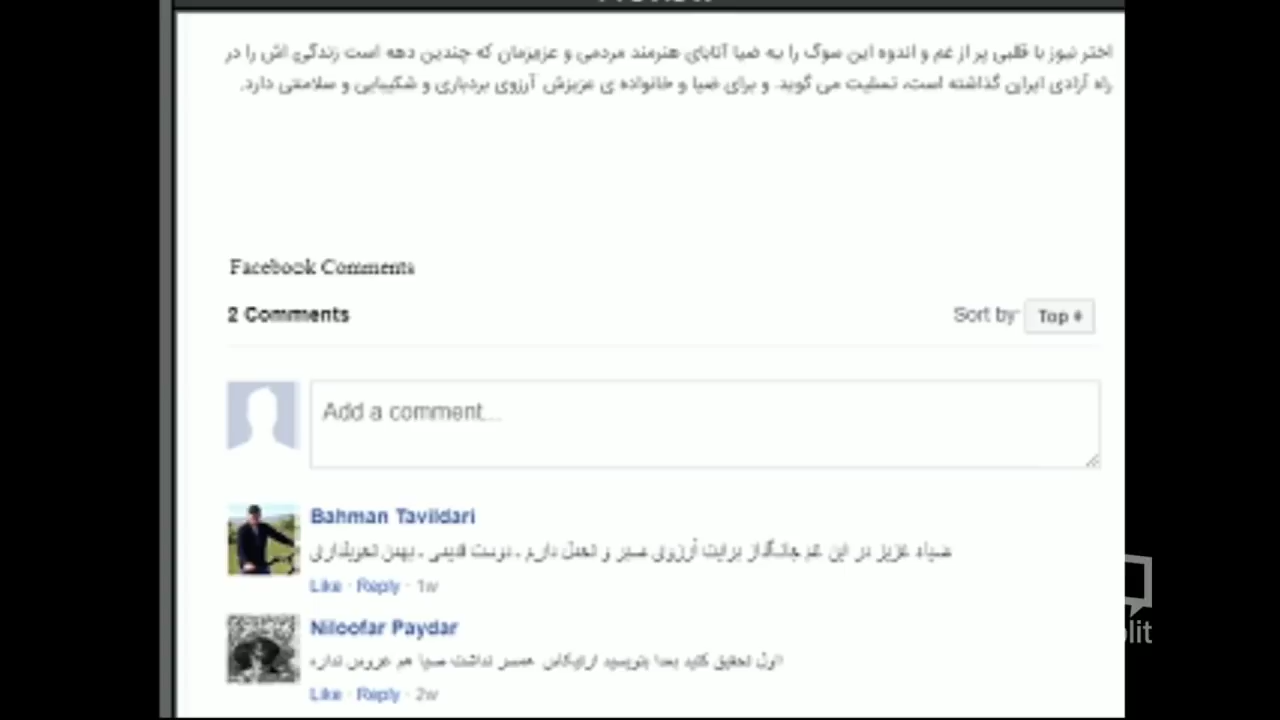 اختر نیوز با قلبی پر از غم و اندوه این سوگ را به ضیا آتابای هنرمند مردمی و عزیزمان که چندین دهه است زندگی اش را در
راه آزادی ایران گذاشته است، تسلیت می گوید. و برای ضیا و خانواده ی عزیزش آرزوی بردباری و شکیبایی و سلامتی دارد.
Facebook Comments
2 Comments
Sort by Top
Add a comment...
Bahman Tavildari
ضیاء عزیز در این غم جانگداز برایت آرزوی صبر و تحمل دارم . دوست قدیمی . بهمن تحویلداری
Like · Reply · 1w
Niloofar Paydar
اول تحقیق کنید بعدا بنویسید ارتیکاش همسر نداشت ضیا هم عروس نداره
Like · Reply · 2w
lit